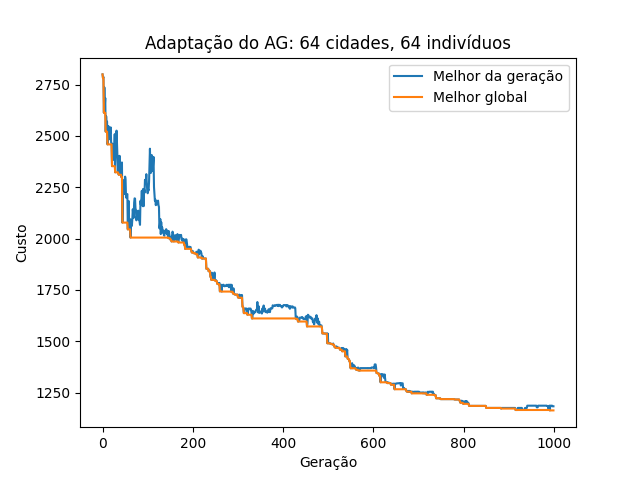 Adaptação do AG: 64 cidades, 64 indivíduos
Melhor da geração
Melhor global
2750
2500
2250
2000
1750
1500
1250
Custo
0 200 400 600 800 1000
Geração